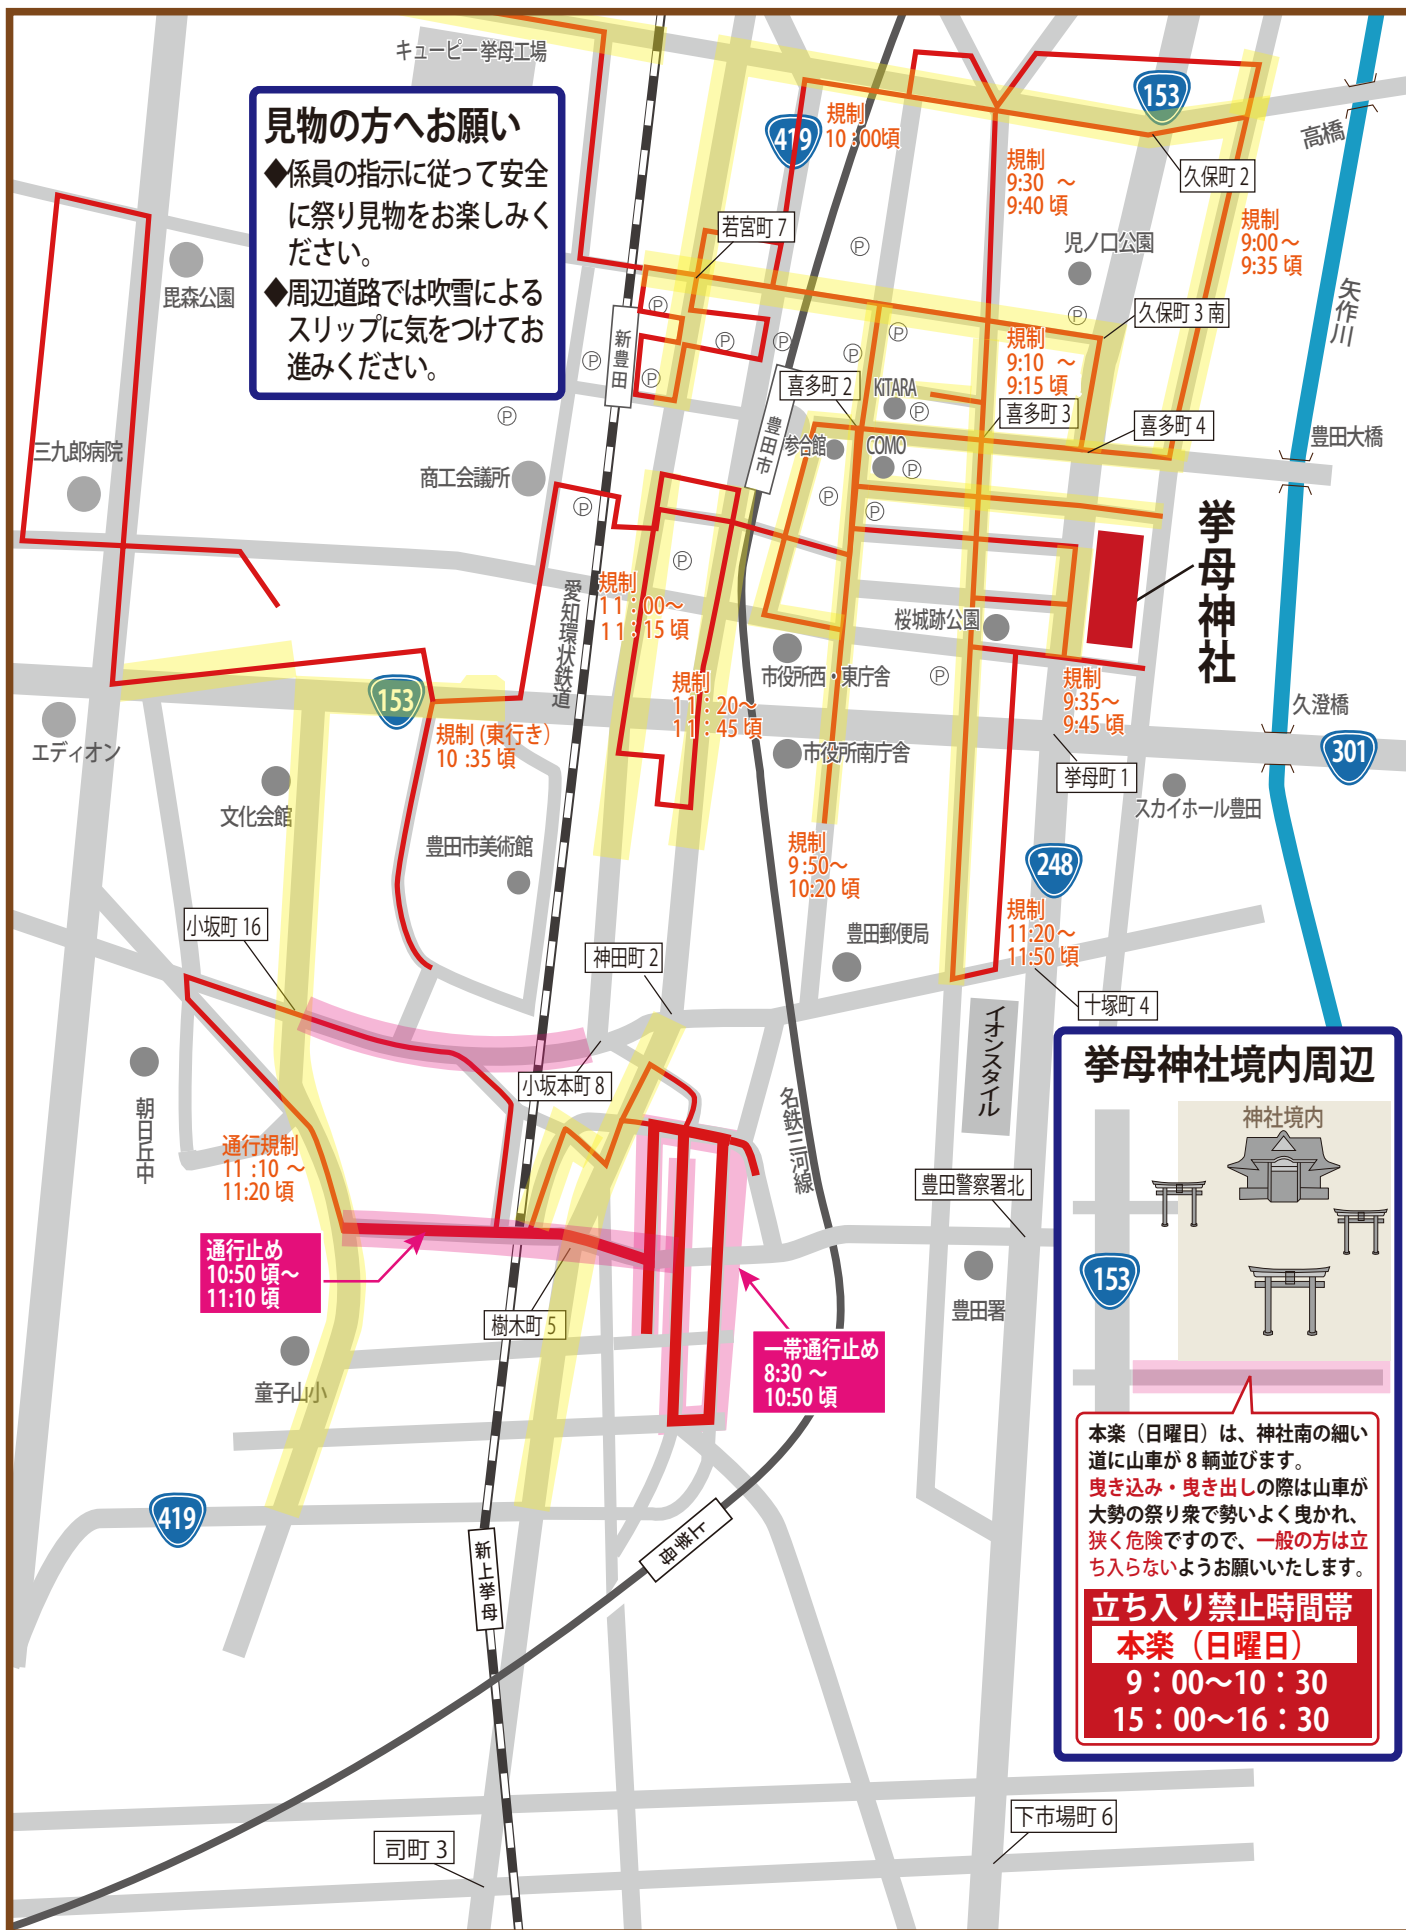 キューピー挙母工場
見物の方へお願い
◆係員の指示に従って安全
に祭り見物をお楽しみく
ださい。
◆周辺道路では吹雪による
スリップに気をつけてお
進みください。
419
規制
10：00頃
153
高橋
久保町 2
規制
9:30 ～
9:40 頃
規制
9:00～
9:35 頃
若宮町 7
Ⓟ
児ノ口公園
毘森公園
矢作川
Ⓟ
Ⓟ
久保町 3 南
新豊田
Ⓟ
Ⓟ
Ⓟ
Ⓟ
Ⓟ
Ⓟ
規制
9:10 ～
9:15 頃
喜多町 2
KiTARA
Ⓟ
Ⓟ
喜多町 3
喜多町 4
豊田市
参合館
COMO
Ⓟ
豊田大橋
三九郎病院
商工会議所
Ⓟ
Ⓟ
Ⓟ
挙母神社
Ⓟ
愛知環状鉄道
規制
11：00～
11：15 頃
桜城跡公園
市役所西・東庁舎
Ⓟ
153
規制
11：20～
11：45 頃
規制
9:35～
9:45 頃
久澄橋
エディオン
規制 (東行き)
10 :35 頃
市役所南庁舎
挙母町 1
301
文化会館
スカイホール豊田
豊田市美術館
規制
9:50～
10:20 頃
248
小坂町 16
規制
11:20～
11:50 頃
豊田郵便局
神田町 2
十塚町 4
イオンスタイル
小坂本町 8
朝日丘中
名鉄三河線
通行規制
11 :10 ～
11:20 頃
豊田警察署北
通行止め
10:50 頃～
11:10 頃
豊田署
樹木町 5
一帯通行止め
8:30 ～
10:50 頃
童子山小
419
上挙母
新上挙母
挙母神社境内周辺
神社境内
153
本楽（日曜日）は、神社南の細い
道に山車が 8 輌並びます。
曳き込み・曳き出しの際は山車が
大勢の祭り衆で勢いよく曳かれ、
狭く危険ですので、一般の方は立
ち入らないようお願いいたします。
立ち入り禁止時間帯
本楽（日曜日）
9：00～10：30
15：00～16：30
下市場町 6
司町 3